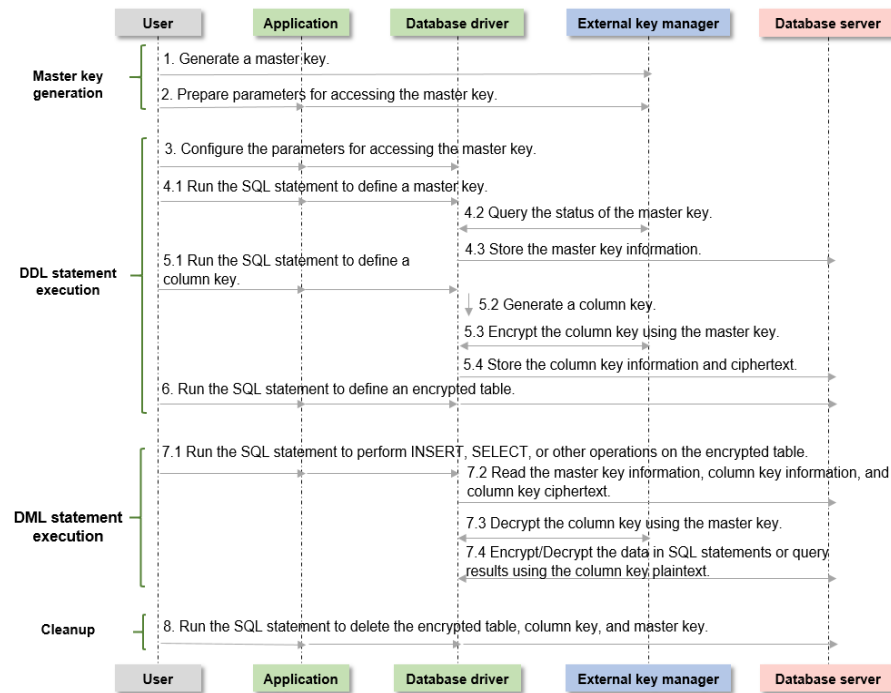 User Application Database driver External key manager Database server
1. Generate a master key.
Master key
generation
2. Prepare parameters for accessing the master key.
3. Configure the parameters for accessing the master key.
4.1 Run the SQL statement to define a master key.
4.2 Query the status of the master key.
4.3 Store the master key information.
5.1 Run the SQL statement to define a
column key.
DDL statement
execution
5.2 Generate a column key.
5.3 Encrypt the column key using the master key.
5.4 Store the column key information and ciphertext.
6. Run the SQL statement to define an encrypted table.
7.1 Run the SQL statement to perform INSERT, SELECT, or other operations on the encrypted table.
7.2 Read the master key information, column key information, and
column key ciphertext.
DML statement
execution
7.3 Decrypt the column key using the master key.
7.4 Encrypt/Decrypt the data in SQL statements or query
results using the column key plaintext.
Cleanup
8. Run the SQL statement to delete the encrypted table, column key, and master key.
User Application Database driver External key manager Database server